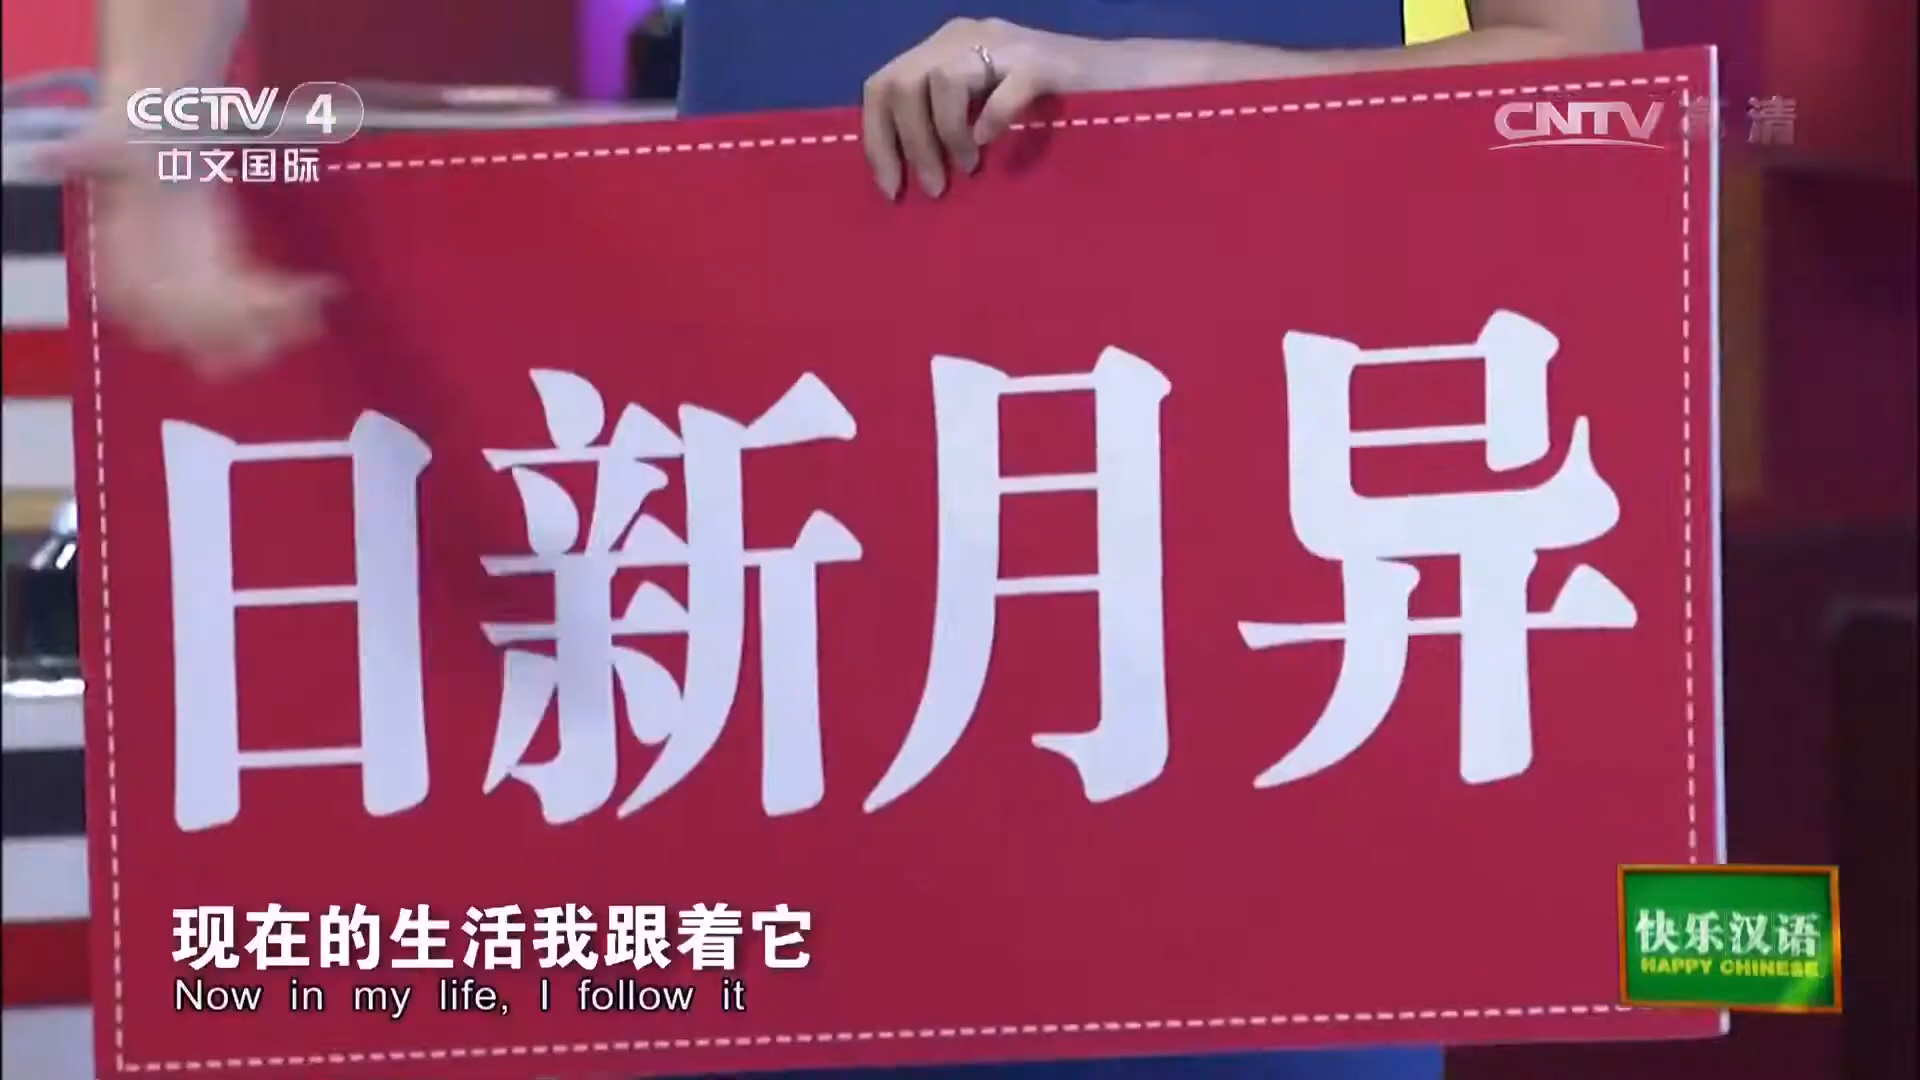 CCTV 4
中文国际
CNTV 高清
日新月异
现在的生活我跟着它
Now in my life, I follow it
快乐汉语
HAPPY CHINESE